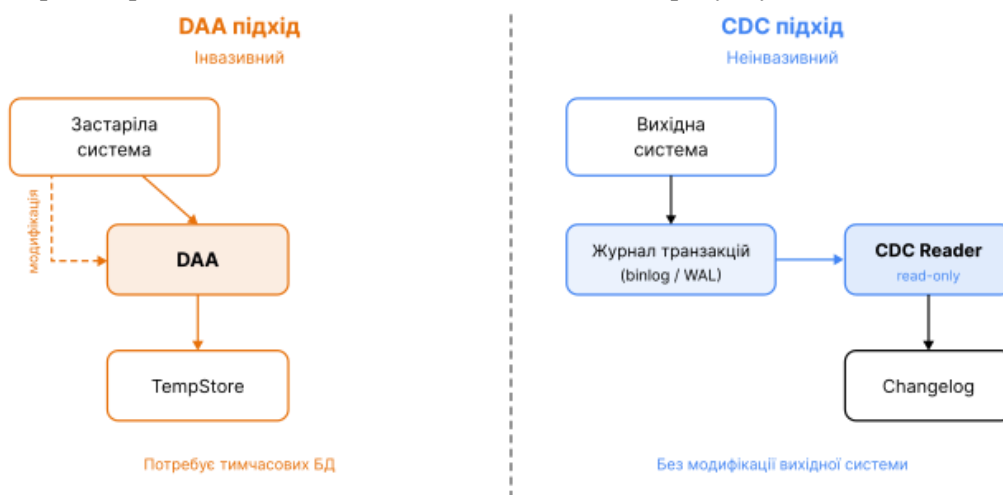 DAA підхід
Інвазивний
Застаріла
система
модифікація
DAA
TempStore
Потребує тимчасових БД
CDC підхід
Неінвазивний
Вихідна
система
Журнал транзакцій
(binlog / WAL)
CDC Reader
read-only
Changelog
Без модифікації вихідної системи